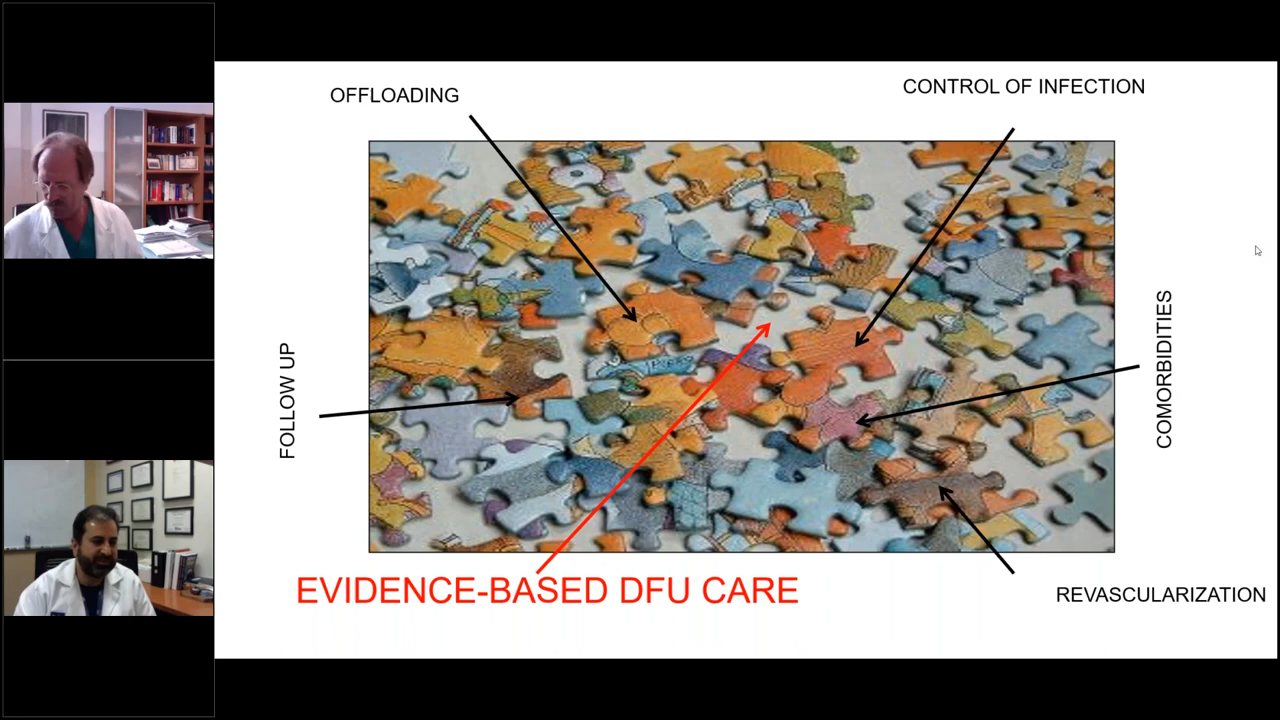 OFFLOADING
CONTROL OF INFECTION
FOLLOW UP
COMORBIDITIES
EVIDENCE-BASED DFU CARE
REVASCULARIZATION